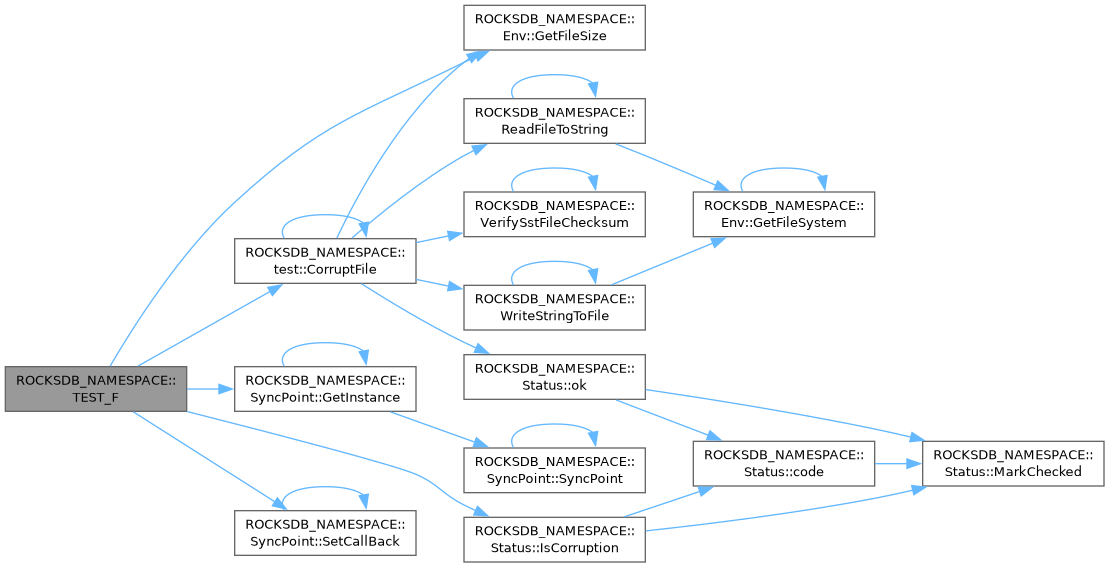 ROCKSDB_NAMESPACE::
Env::GetFileSize
ROCKSDB_NAMESPACE::
ReadFileToString
ROCKSDB_NAMESPACE::
VerifySstFileChecksum
ROCKSDB_NAMESPACE::
Env::GetFileSystem
ROCKSDB_NAMESPACE::
test::CorruptFile
ROCKSDB_NAMESPACE::
WriteStringToFile
ROCKSDB_NAMESPACE::
Status::ok
ROCKSDB_NAMESPACE::
TEST_F
ROCKSDB_NAMESPACE::
SyncPoint::GetInstance
ROCKSDB_NAMESPACE::
SyncPoint::SyncPoint
ROCKSDB_NAMESPACE::
Status::code
ROCKSDB_NAMESPACE::
Status::MarkChecked
ROCKSDB_NAMESPACE::
SyncPoint::SetCallBack
ROCKSDB_NAMESPACE::
Status::IsCorruption